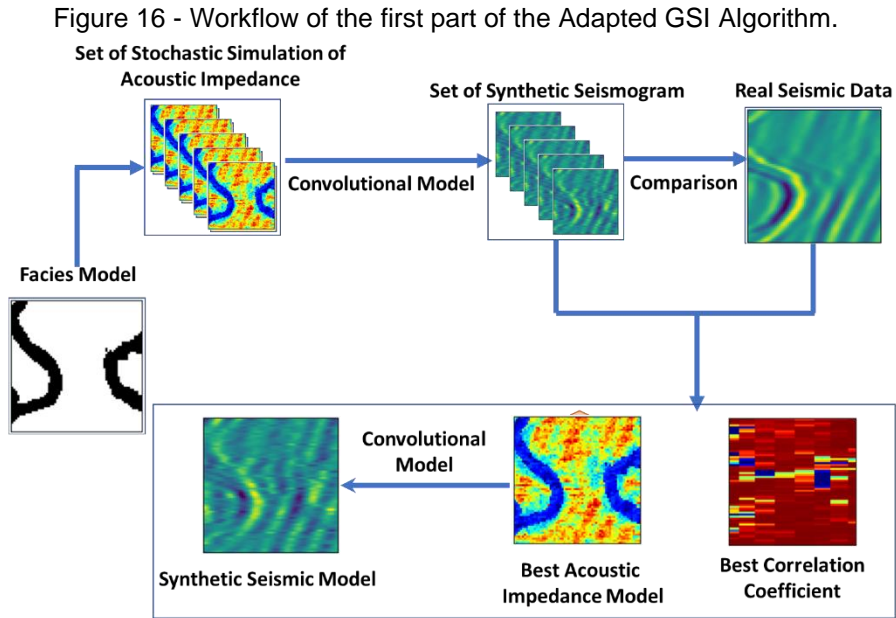 Figure 16 - Workflow of the first part of the Adapted GSI Algorithm.
Set of Stochastic Simulation of
Acoustic Impedance
Set of Synthetic Seismogram
Real Seismic Data
Convolutional Model
Comparison
Facies Model
Convolutional
Model
Synthetic Seismic Model
Best Acoustic
Impedance Model
Best Correlation
Coefficient